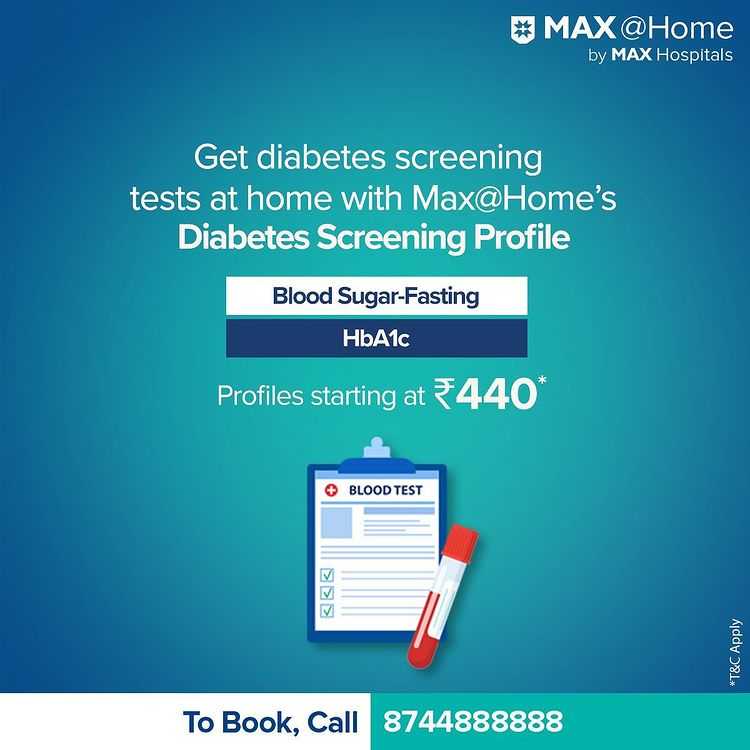 MAX @Home
by MAX Hospitals
Get diabetes screening
tests at home with Max@Home’s
Diabetes Screening Profile
Blood Sugar-Fasting
HbA1c
Profiles starting at ₹440*
BLOOD TEST
*T&C Apply
To Book, Call 8744888888